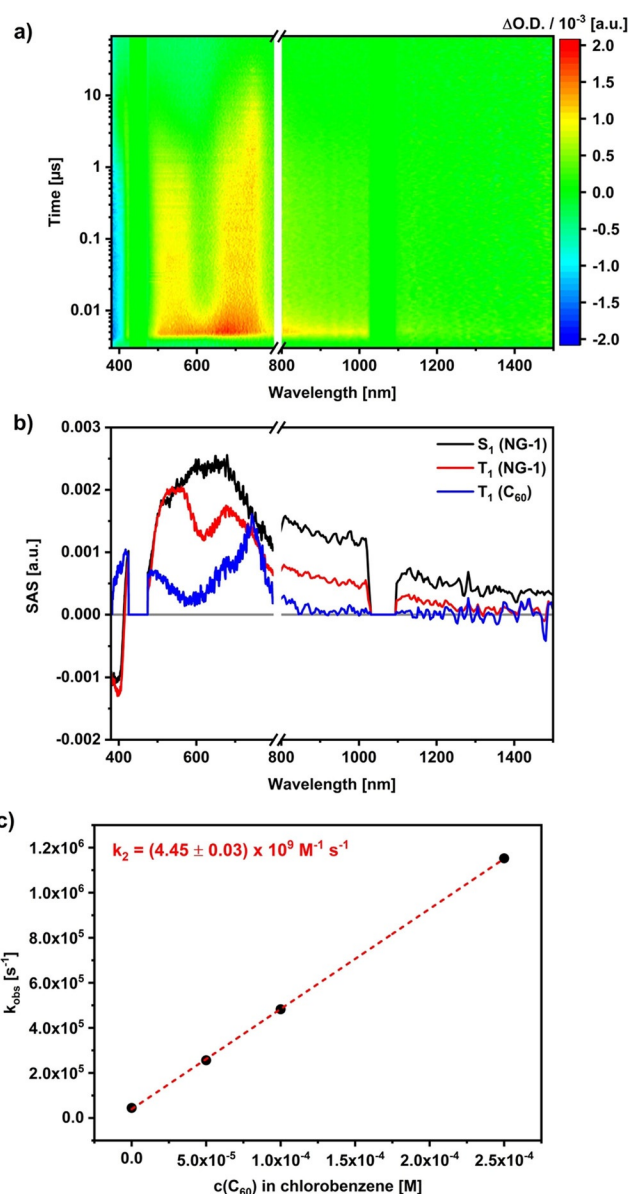 a)
ΔO.D. / 10⁻³ [a.u.]
2.0
1.5
1.0
0.5
0.0
-0.5
-1.0
-1.5
-2.0
Time [µs]
10
1
0.1
0.01
400 600 800 1000 1200 1400
Wavelength [nm]
b)
S₁ (NG-1)
T₁ (NG-1)
T₁ (C₆₀)
SAS [a.u.]
0.003
0.002
0.001
0.000
-0.001
-0.002
400 600 800 1000 1200 1400
Wavelength [nm]
c)
k₂ = (4.45 ± 0.03) x 10⁹ M⁻¹ s⁻¹
k_obs [s⁻¹]
1.2x10⁶
1.0x10⁶
8.0x10⁵
6.0x10⁵
4.0x10⁵
2.0x10⁵
0.0
0.0 5.0x10⁻⁵ 1.0x10⁻⁴ 1.5x10⁻⁴ 2.0x10⁻⁴ 2.5x10⁻⁴
c(C₆₀) in chlorobenzene [M]